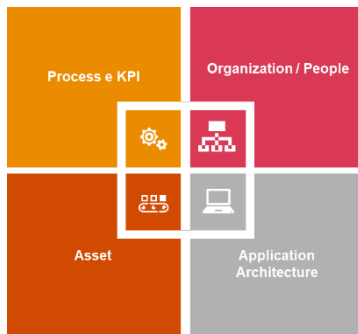 Process e KPI
Organization / People
Asset
Application
Architecture